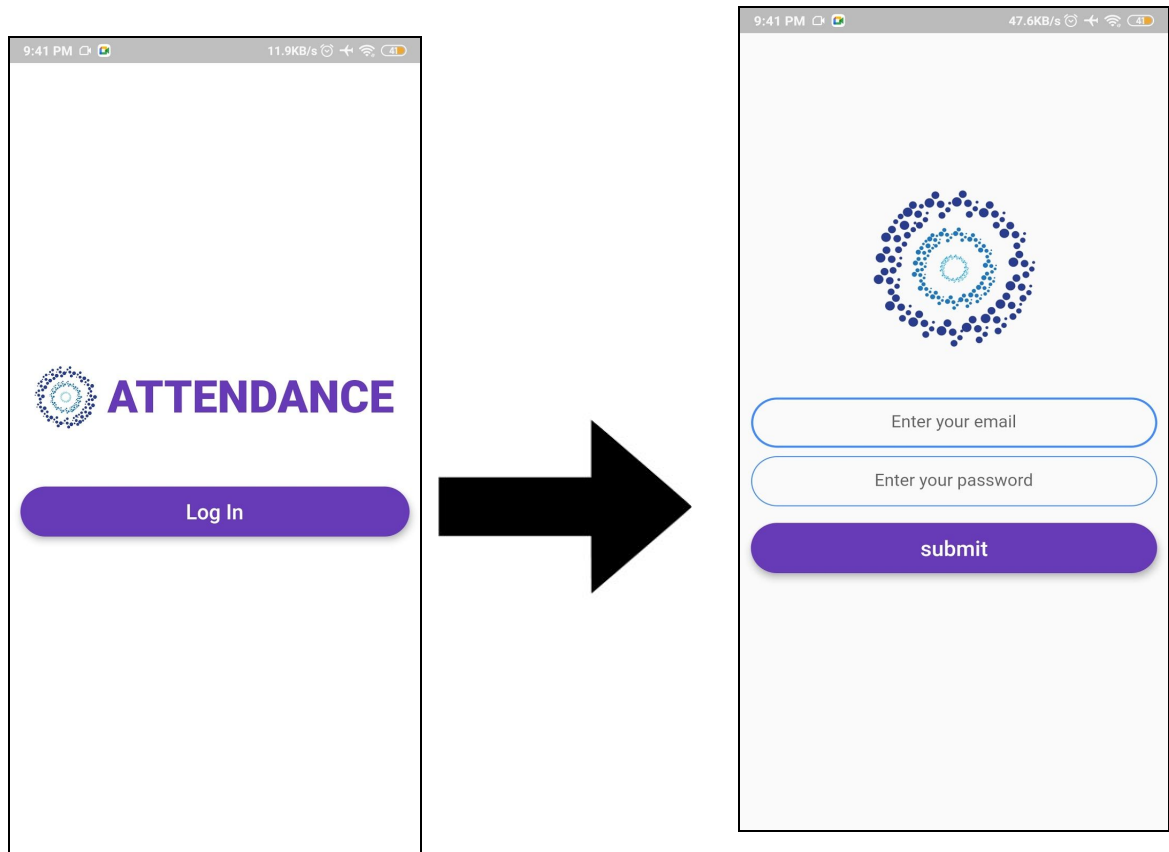 9:41 PM
11.9KB/s
41
ATTENDANCE
Log In
9:41 PM
47.6KB/s
41
Enter your email
Enter your password
submit